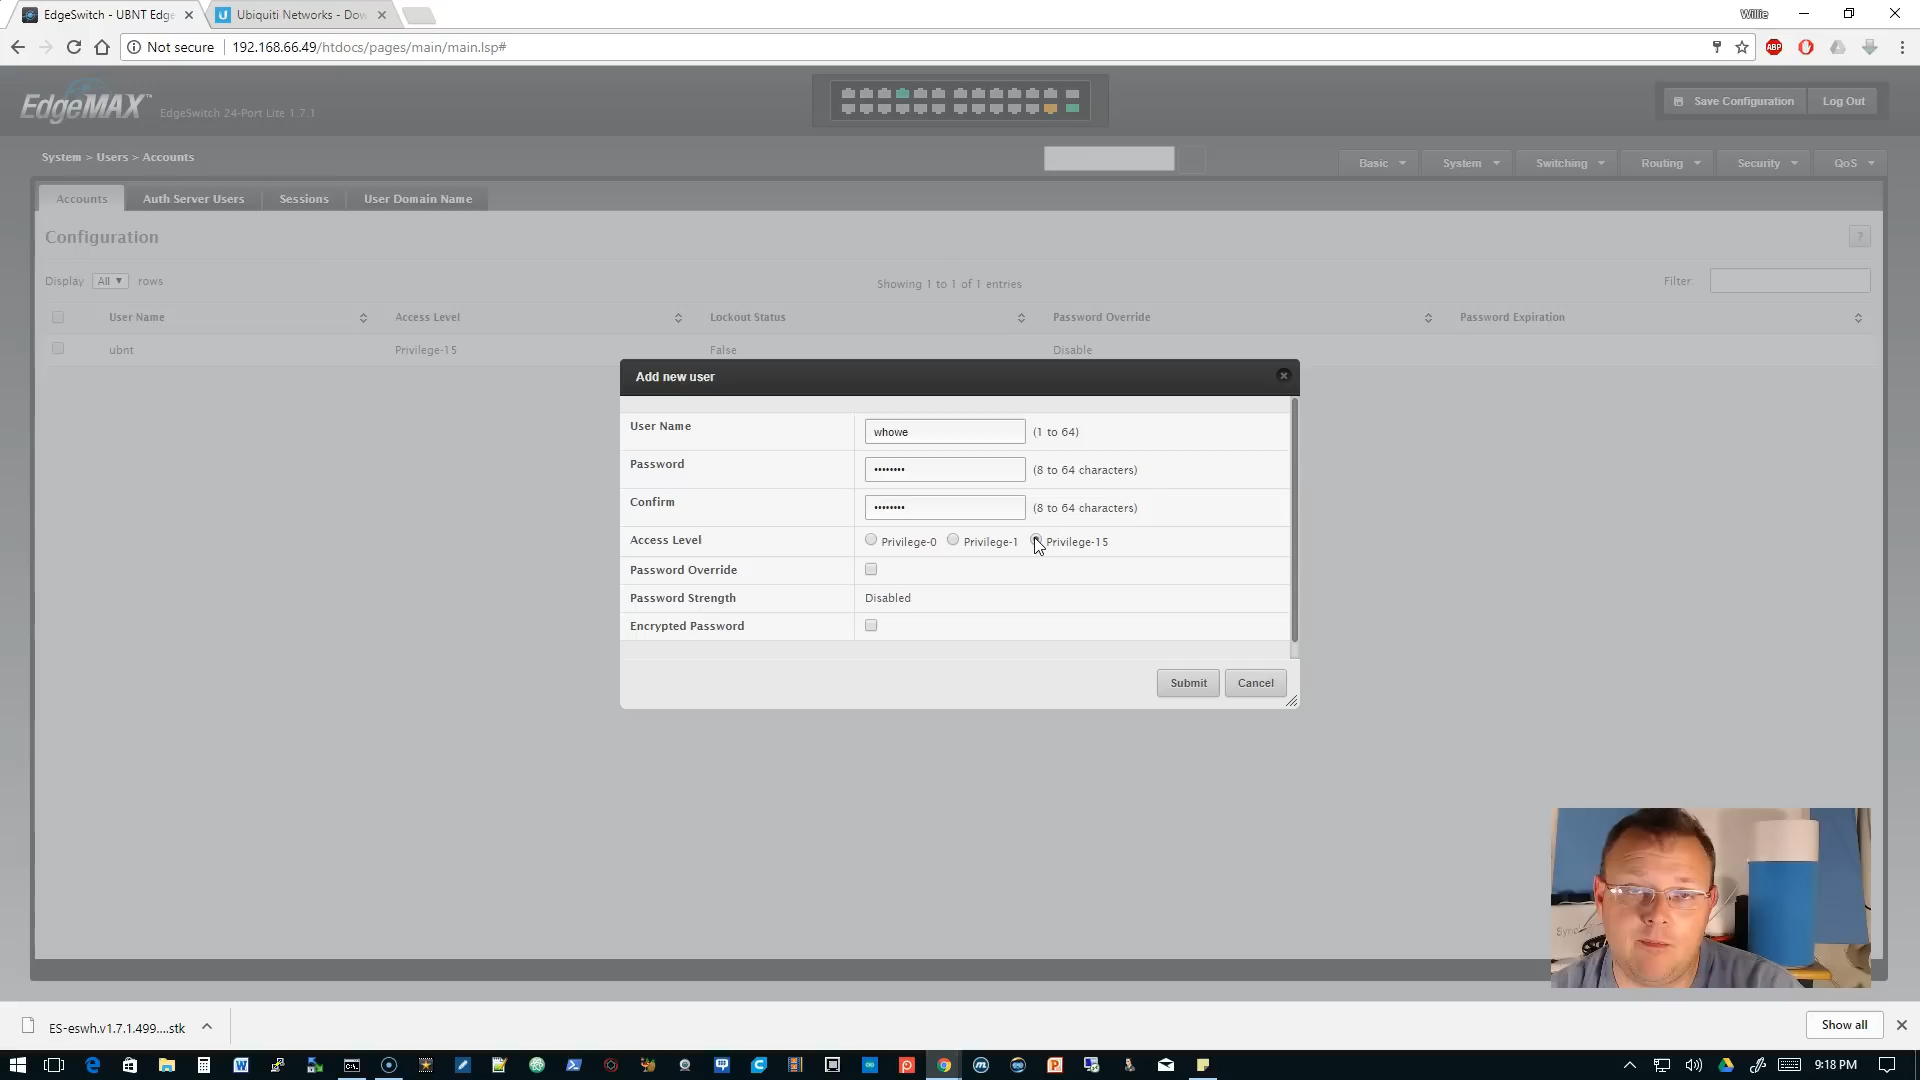 EdgeSwitch - UBNT Edge
Ubiquiti Networks - Dow
Willie
Not secure
192.168.66.49/htdocs/pages/main/main.lsp#
ABP
EdgeMAX™
EdgeSwitch 24-Port Lite 1.7.1
Save Configuration
Log Out
System > Users > Accounts
Basic
System
Switching
Routing
Security
QoS
Accounts
Auth Server Users
Sessions
User Domain Name
Configuration
?
Display All rows
Showing 1 to 1 of 1 entries
Filter:
User Name
Access Level
Lockout Status
Password Override
Password Expiration
ubnt
Privilege-15
False
Disable
Add new user
User Name
whowe
(1 to 64)
Password
••••••••
(8 to 64 characters)
Confirm
••••••••
(8 to 64 characters)
Access Level
Privilege-0
Privilege-1
Privilege-15
Password Override
Password Strength
Disabled
Encrypted Password
Submit
Cancel
ES-eswh.v1.7.1.499....stk
Show all
9:18 PM